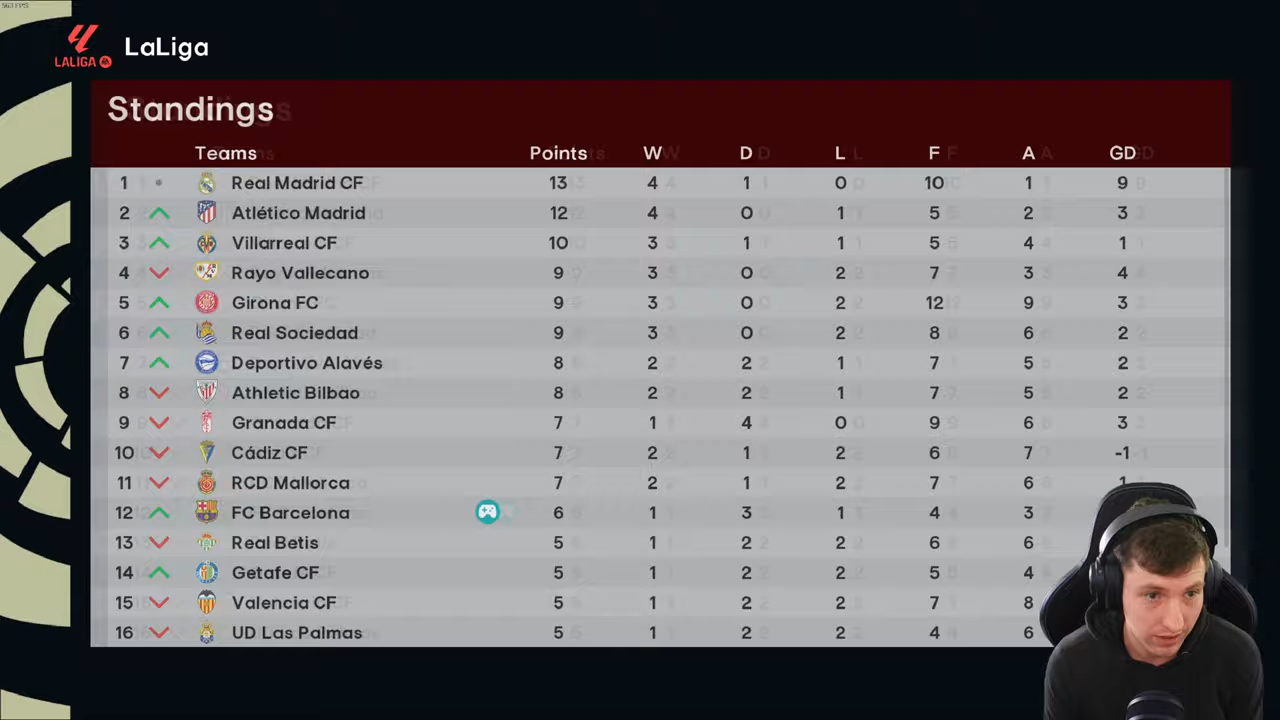 LALIGA LaLiga
Standings
Teams Points W D L F A GD
1 Real Madrid CF 13 4 1 0 10 1 9
2 Atlético Madrid 12 4 0 1 5 2 3
3 Villarreal CF 10 3 1 1 5 4 1
4 Rayo Vallecano 9 3 0 2 7 3 4
5 Girona FC 9 3 0 2 12 9 3
6 Real Sociedad 9 3 0 2 8 6 2
7 Deportivo Alavés 8 2 2 1 7 5 2
8 Athletic Bilbao 8 2 2 1 7 5 2
9 Granada CF 7 1 4 0 9 6 3
10 Cádiz CF 7 2 1 2 6 7 -1
11 RCD Mallorca 7 2 1 2 7 6 1
12 FC Barcelona 6 1 3 1 4 3
13 Real Betis 5 1 2 2 6 6
14 Getafe CF 5 1 2 2 5 4
15 Valencia CF 5 1 2 2 7 8
16 UD Las Palmas 5 1 2 2 4 6